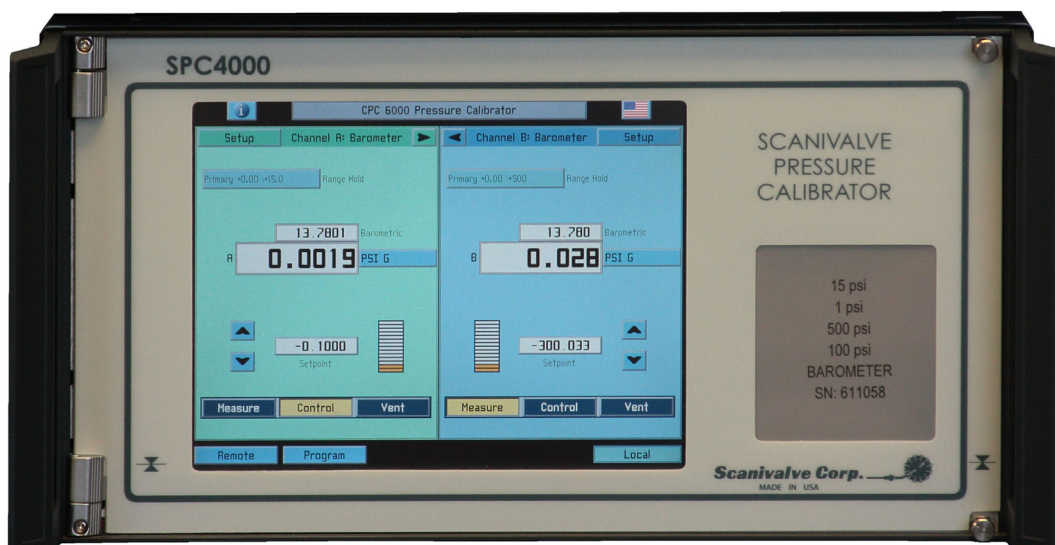 SPC4000
i
CPC 6000 Pressure Calibrator
Setup
Channel A: Barometer
Primary +0.00 :+15.0
Range Hold
13.7801
Barometric
A
0.0019
PSI G
-0.1000
Setpoint
Measure
Control
Vent
Channel B: Barometer
Setup
Primary +0.00 :+500
Range Hold
13.780
Barometric
B
0.028
PSI G
-300.033
Setpoint
Measure
Control
Vent
Remote
Program
Local
SCANIVALVE
PRESSURE
CALIBRATOR
15 psi
1 psi
500 psi
100 psi
BAROMETER
SN: 611058
Scanivalve Corp.
MADE IN USA